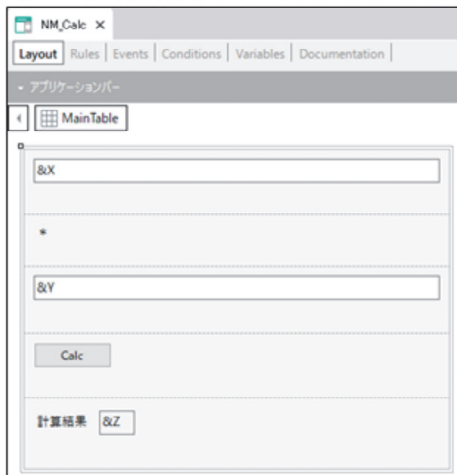 NM_Calc
Layout Rules Events Conditions Variables Documentation
アプリケーションバー
MainTable
&X
*
&Y
Calc
計算結果 &Z